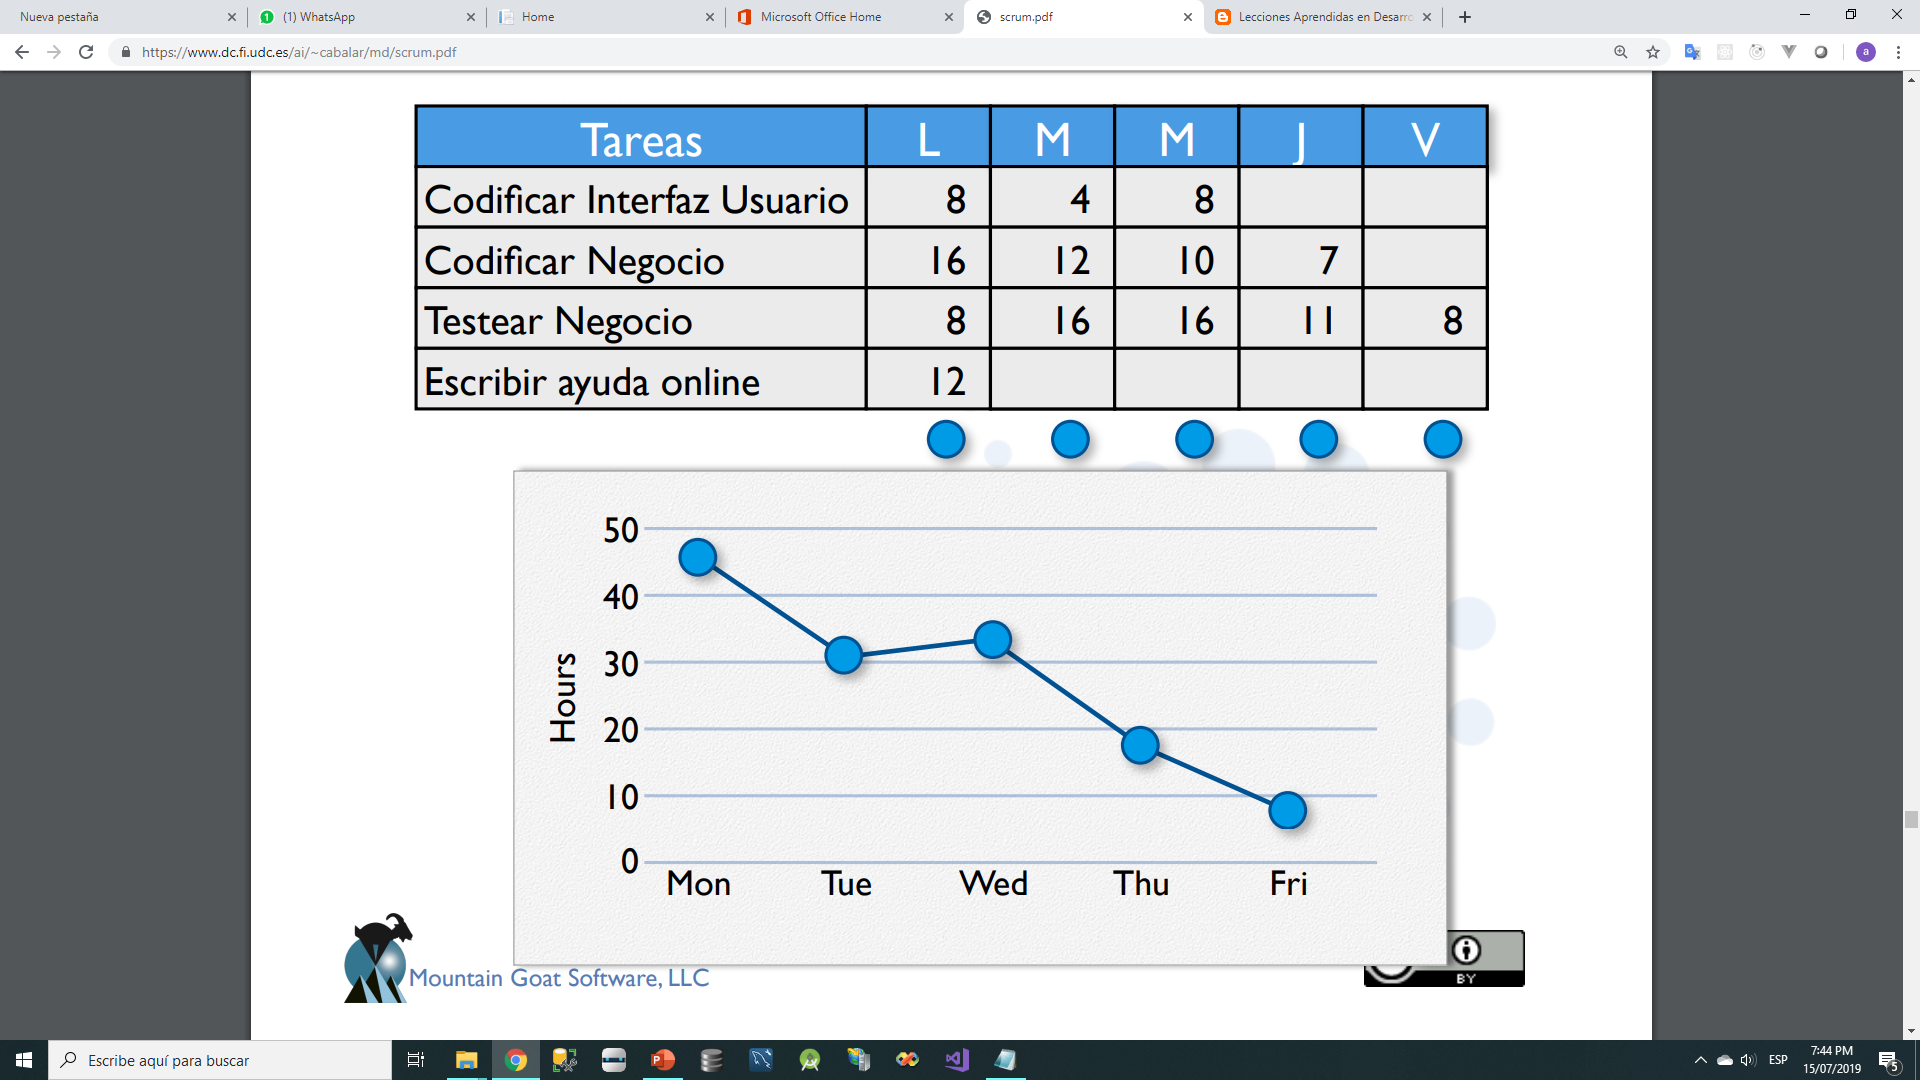 Nueva pestaña
(1) WhatsApp
Home
Microsoft Office Home
scrum.pdf
Lecciones Aprendidas en Desarro
https://www.dc.fi.udc.es/ai/~cabalar/md/scrum.pdf
a
Tareas L M M J V
Codificar Interfaz Usuario 8 4 8
Codificar Negocio 16 12 10 7
Testear Negocio 8 16 16 11 8
Escribir ayuda online 12
50
40
30
20
10
0
Hours
Mon Tue Wed Thu Fri
Mountain Goat Software, LLC
BY
Escribe aquí para buscar
ESP
7:44 PM
15/07/2019
5